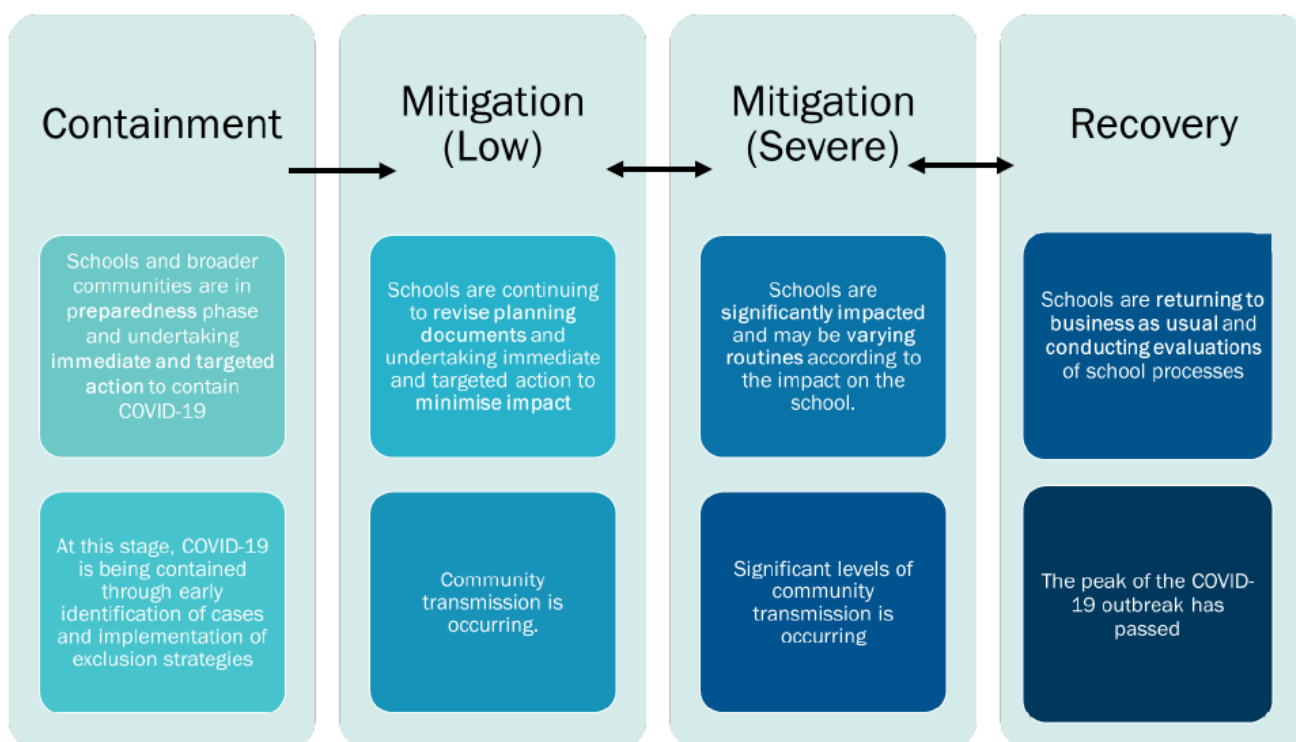 Containment
Schools and broader
communities are in
preparedness phase
and undertaking
immediate and targeted
action to contain
COVID-19
At this stage, COVID-19
is being contained
through early
identification of cases
and implementation of
exclusion strategies
Mitigation
(Low)
Schools are continuing
to revise planning
documents and
undertaking immediate
and targeted action to
minimise impact
Community
transmission is
occurring.
Mitigation
(Severe)
Schools are
significantly impacted
and may be varying
routines according to
the impact on the
school.
Significant levels of
community
transmission is
occurring
Recovery
Schools are returning to
business as usual and
conducting evaluations
of school processes
The peak of the COVID-
19 outbreak has
passed